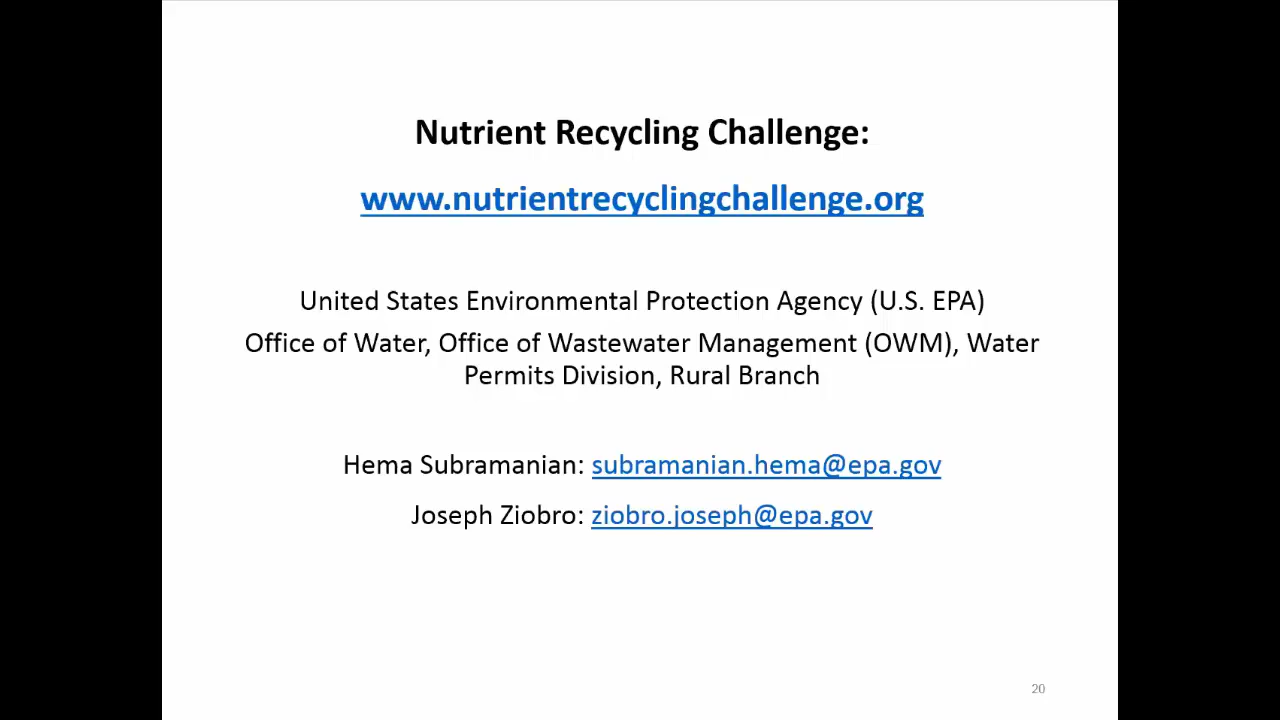 Nutrient Recycling Challenge:
www.nutrientrecyclingchallenge.org
United States Environmental Protection Agency (U.S. EPA)
Office of Water, Office of Wastewater Management (OWM), Water
Permits Division, Rural Branch
Hema Subramanian: subramanian.hema@epa.gov
Joseph Ziobro: ziobro.joseph@epa.gov
20